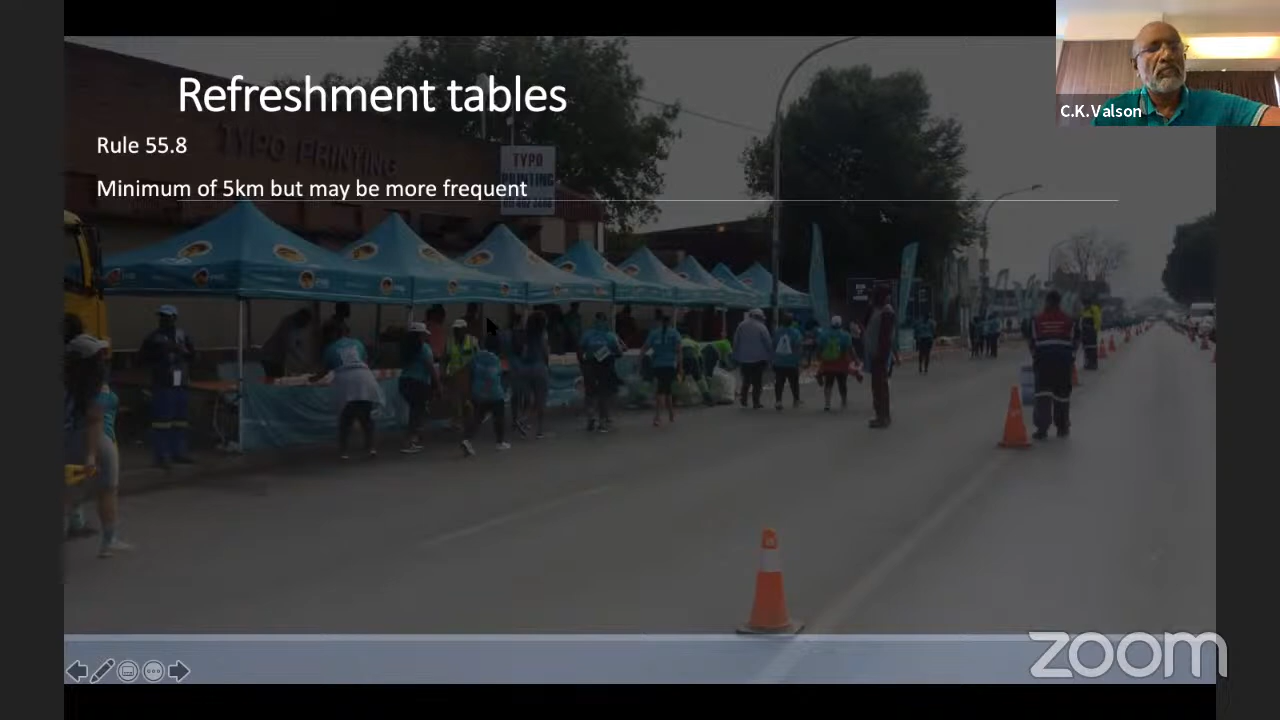 Refreshment tables
C.K.Valson
Rule 55.8
TYPO PRINTING
TYPO
PRINTING
Minimum of 5km but may be more frequent
zoom